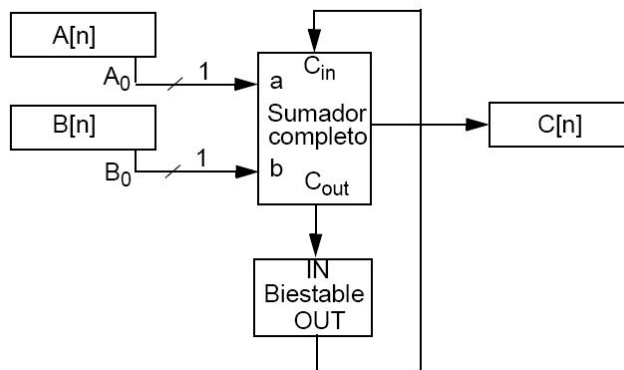 A[n]
A0
1
B[n]
B0
1
Cin
a
Sumador
completo
b
Cout
C[n]
IN
Biestable
OUT